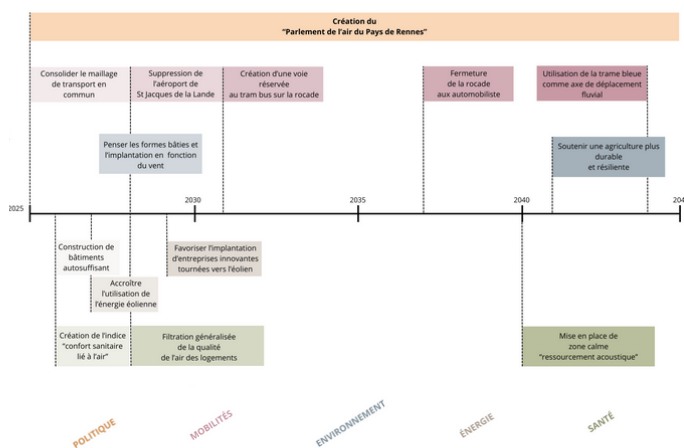 Création du
"Parlement de l'air du Pays de Rennes"
Consolider le maillage
de transport en
commun
Suppression de
l'aéroport de
St Jacques de la Lande
Création d'une voie
réservée
au tram bus sur la rocade
Fermeture
de la rocade
aux automobiliste
Utilisation de la trame bleue
comme axe de déplacement
fluvial
Penser les formes bâties et
l'implantation en fonction
du vent
Soutenir une agriculture plus
durable
et résiliente
2025
2030
2035
2040
204
Construction de
bâtiments
autosuffisant
Favoriser l'implantation
d'entreprises innovantes
tournées vers l'éolien
Accroître
l'utilisation de
l'énergie éolienne
Création de l'indice
"confort sanitaire
lié à l'air"
Filtration généralisée
de la qualité
de l'air des logements
Mise en place de
zone calme
"ressourcement acoustique"
POLITIQUE
MOBILITÉS
ENVIRONNEMENT
ÉNERGIE
SANTÉ